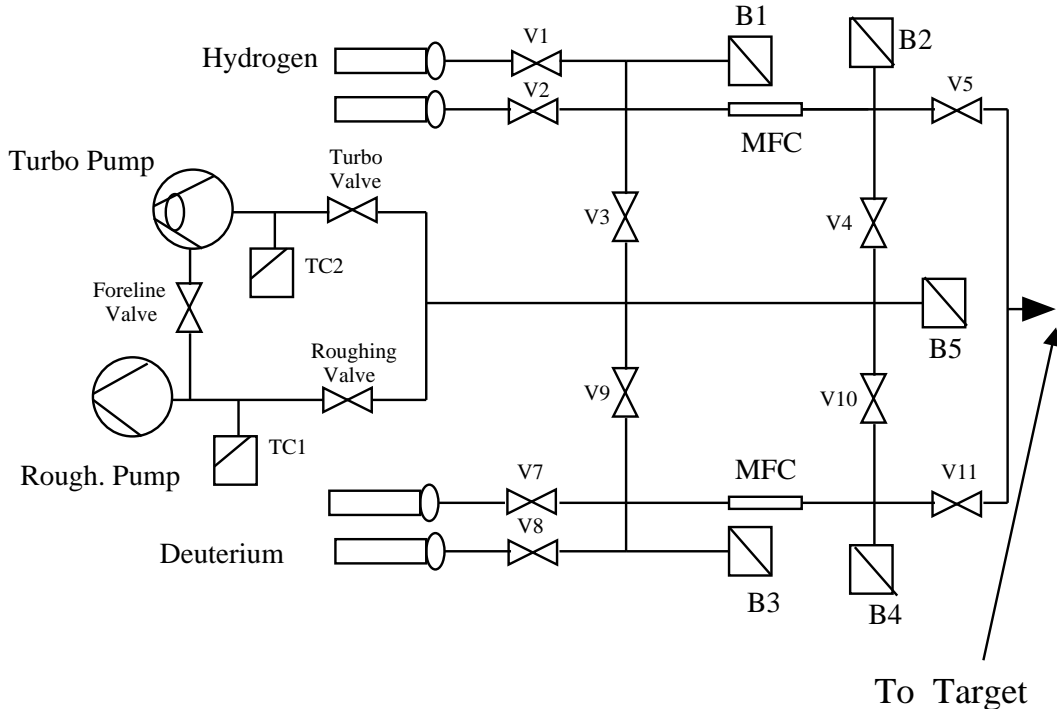 B1
B2
V1
Hydrogen
V2
V5
MFC
Turbo Pump
Turbo
Valve
V3
V4
TC2
Foreline
Valve
B5
Roughing
Valve
V9
V10
TC1
Rough. Pump
MFC
V7
V11
V8
Deuterium
B3
B4
To Target